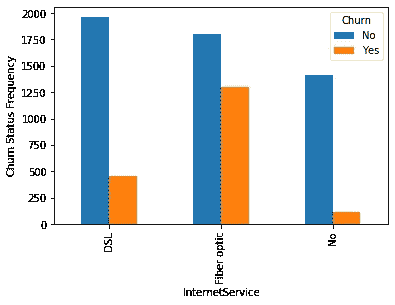 Churn
No
Yes
2000
1750
1500
1250
1000
750
500
250
0
Churn Status Frequency
DSL
Fiber optic
No
InternetService